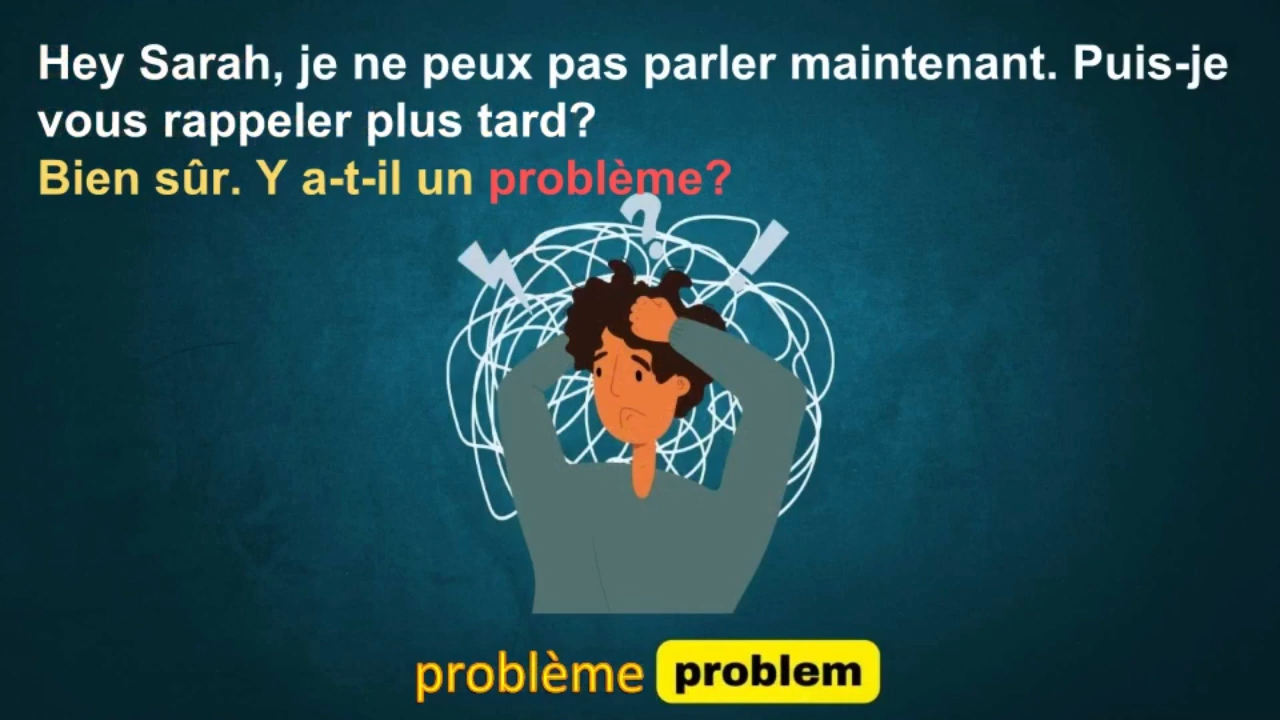 Hey Sarah, je ne peux pas parler maintenant. Puis-je
vous rappeler plus tard?
Bien sûr. Y a-t-il un problème?
?
problème problem